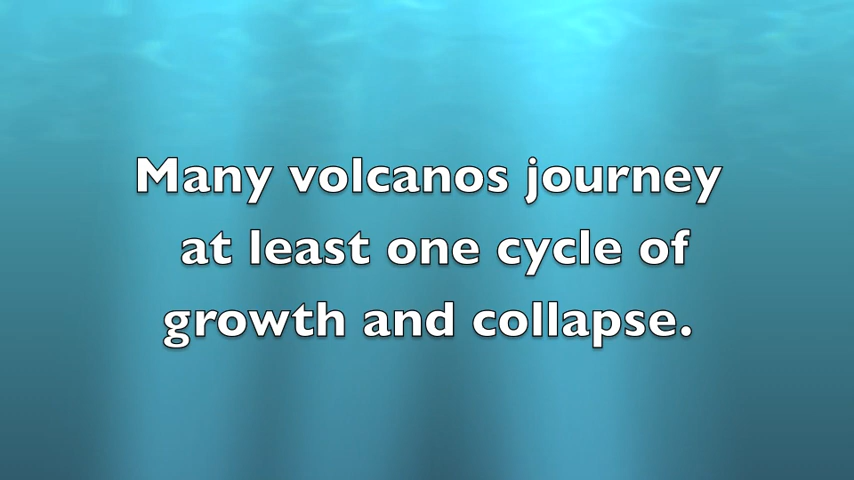 Many volcanos journey
at least one cycle of
growth and collapse.